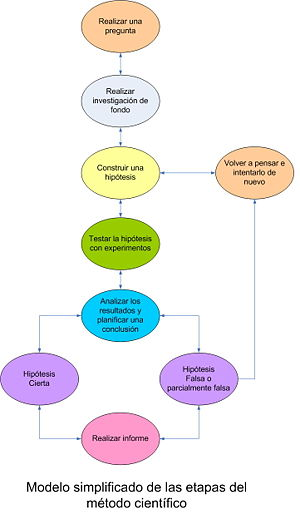 Realizar una
pregunta
Realizar
investigación de
fondo
Construir una
hipótesis
Volver a pensar e
intentarlo de
nuevo
Testar la hipótesis
con experimentos
Analizar los
resultados y
planificar una
conclusión
Hipótesis
Cierta
Hipótesis
Falsa o
parcialmente falsa
Realizar informe
Modelo simplificado de las etapas del
método científico